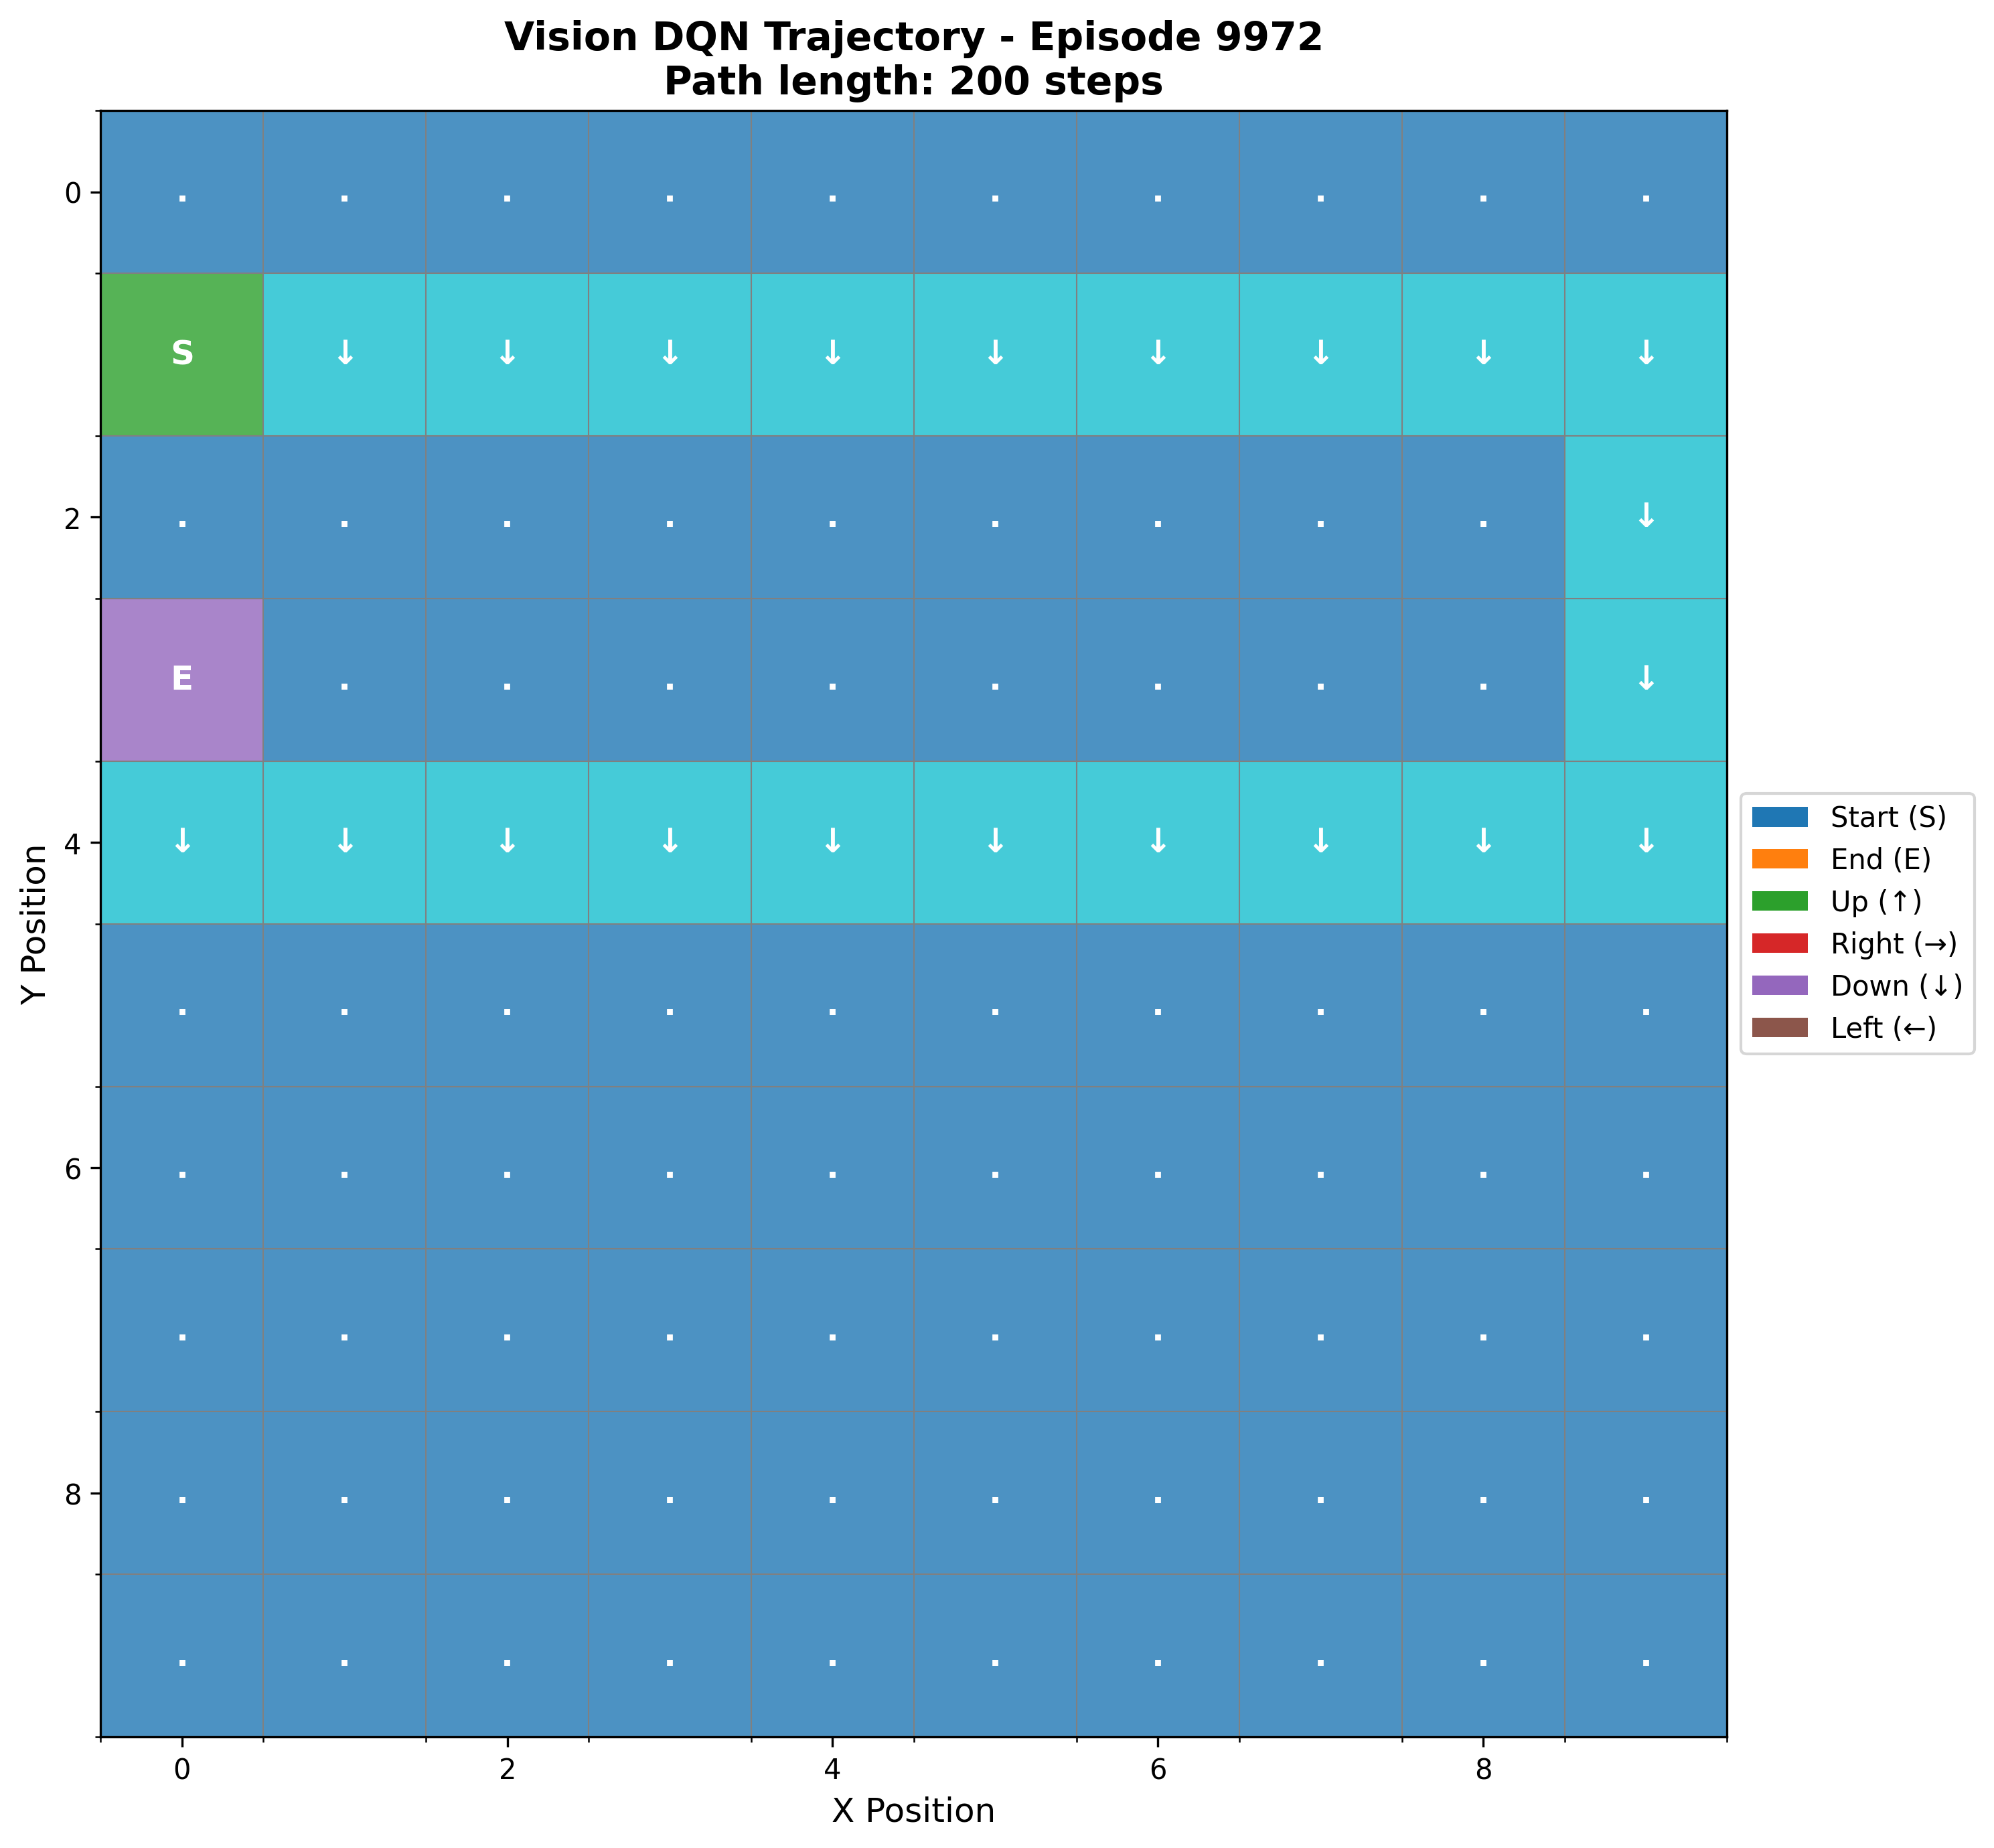 Vision DQN Trajectory - Episode 9972
Path length: 200 steps
0 . . . . . . . . . .
S ↓ ↓ ↓ ↓ ↓ ↓ ↓ ↓ ↓
2 . . . . . . . . . ↓
E . . . . . . . . ↓
4 ↓ ↓ ↓ ↓ ↓ ↓ ↓ ↓ ↓ ↓
. . . . . . . . . .
6 . . . . . . . . . .
. . . . . . . . . .
8 . . . . . . . . . .
. . . . . . . . . .
0 2 4 6 8
X Position
Y Position
Start (S)
End (E)
Up (↑)
Right (→)
Down (↓)
Left (←)